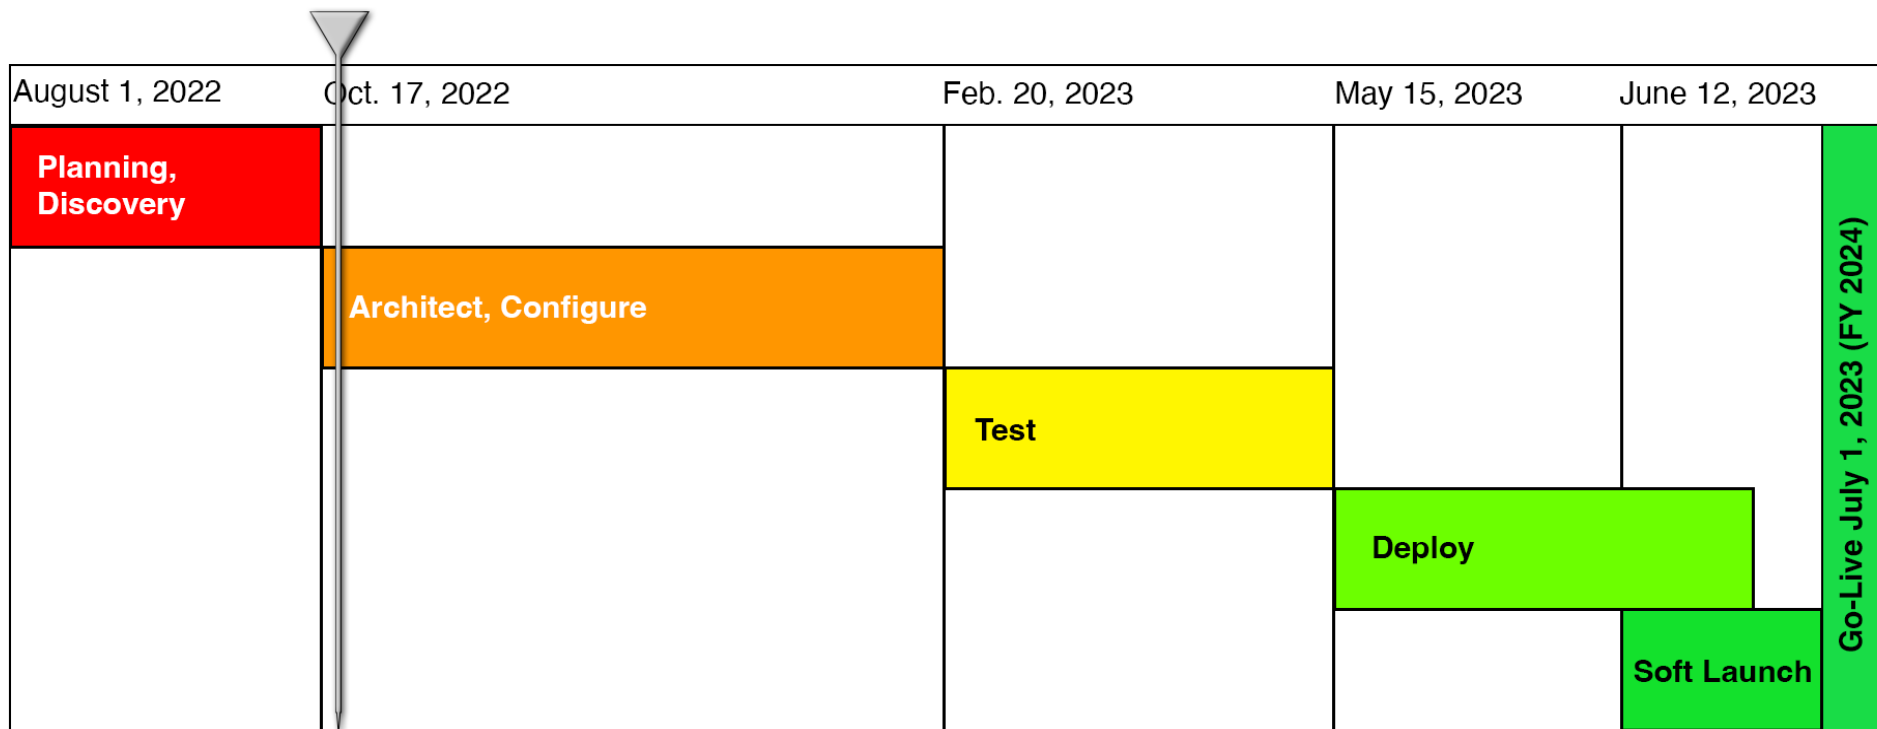 August 1, 2022
Oct. 17, 2022
Feb. 20, 2023
May 15, 2023
June 12, 2023
Planning,
Discovery
Architect, Configure
Test
Deploy
Soft Launch
Go-Live July 1, 2023 (FY 2024)